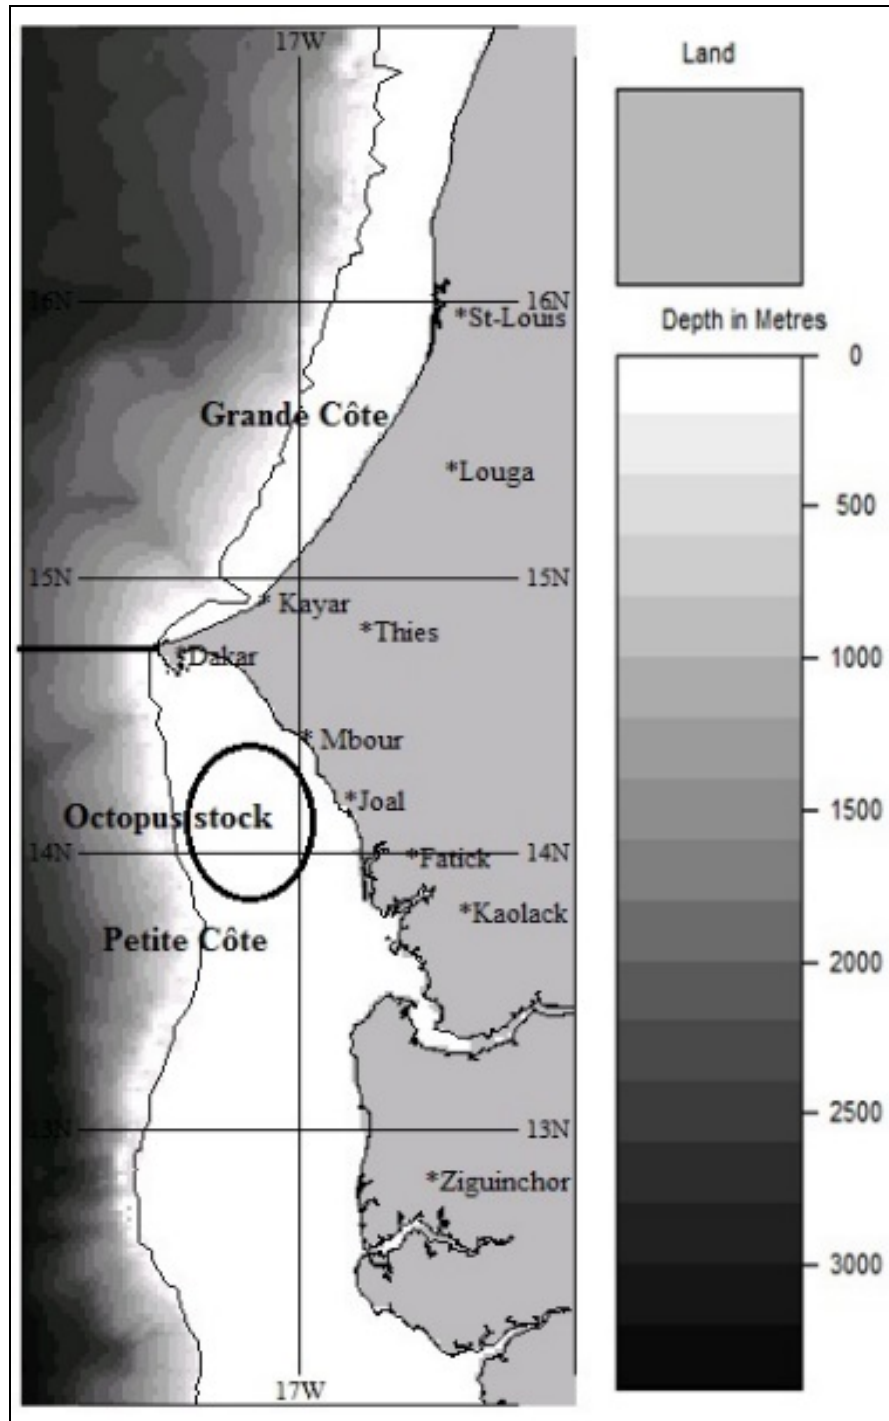 17W
Land
16N
16N
*St-Louis
Depth in Metres
0
Grande Côte
*Louga
500
15N
15N
* Kayar
*Thies
*Dakar
1000
* Mbour
*Joal
Octopus stock
1500
14N
14N
*Fatick
*Kaolack
Petite Côte
2000
2500
13N
13N
*Ziguinchor
3000
17W